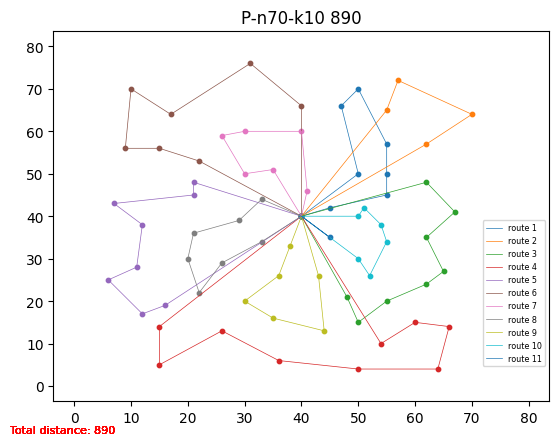 P-n70-k10 890
80
70
60
50
40
30
20
10
0
route 1
route 2
route 3
route 4
route 5
route 6
route 7
route 8
route 9
route 10
route 11
0 10 20 30 40 50 60 70 80
Total distance: 890